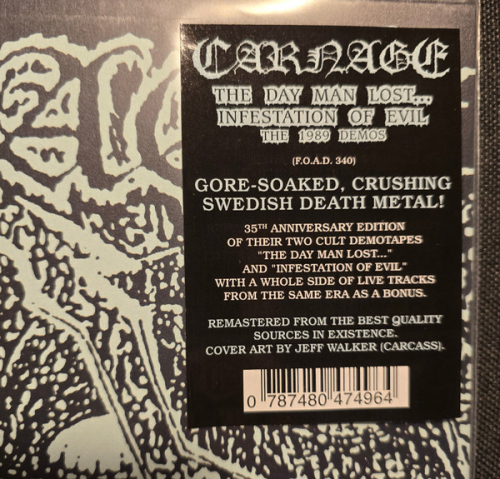 CARNAGE
THE DAY MAN LOST...
INFESTATION OF EVIL
THE 1989 DEMOS
(F.O.A.D. 340)
GORE-SOAKED, CRUSHING
SWEDISH DEATH METAL!
35TH ANNIVERSARY EDITION
OF THEIR TWO CULT DEMOTAPES
"THE DAY MAN LOST..."
AND "INFESTATION OF EVIL"
WITH A WHOLE SIDE OF LIVE TRACKS
FROM THE SAME ERA AS A BONUS.
REMASTERED FROM THE BEST QUALITY
SOURCES IN EXISTENCE.
COVER ART BY JEFF WALKER (CARCASS).
0 787480 474964